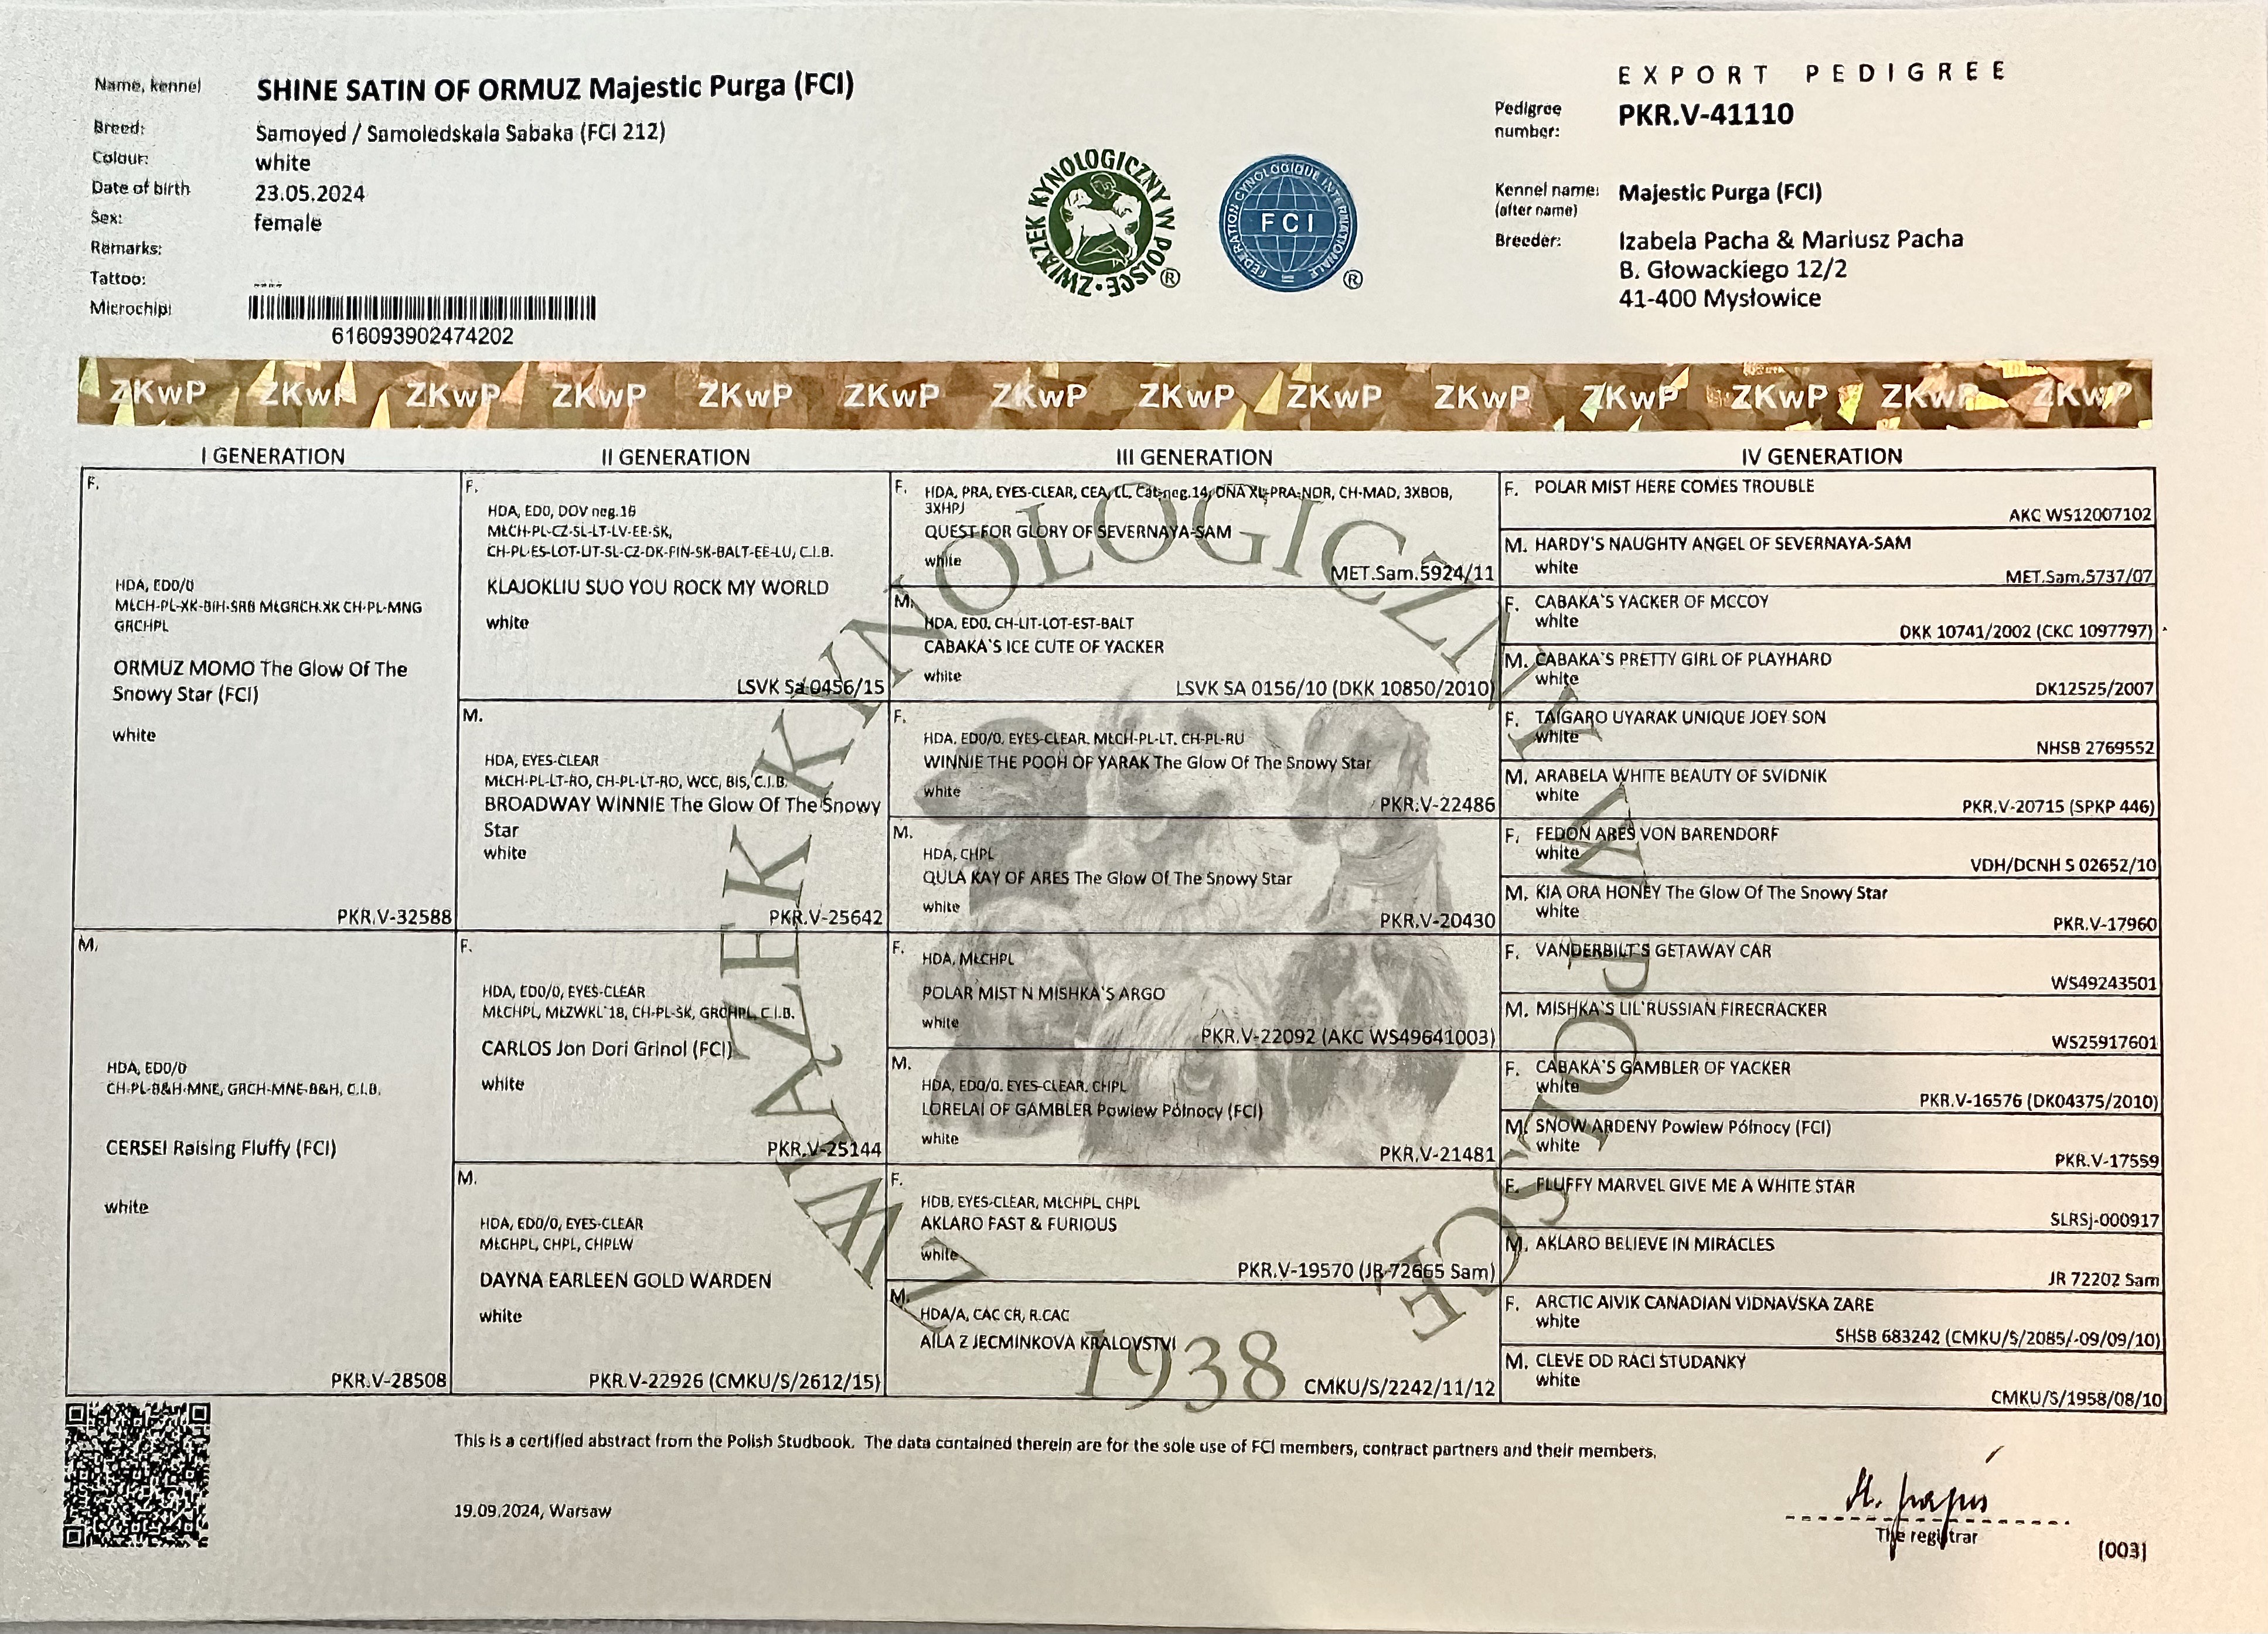 EXPORT PEDIGREE
Name, kennel SHINE SATIN OF ORMUZ Majestic Purga (FCI)
Breed: Samoyed / Samoiedskaia Sabaka (FCI 212)
Colour: white
Date of birth 23.05.2024
Sex: female
Remarks:
Tattoo: ----
Microchip:
616093902474202
ZWIĄZEK KYNOLOGICZNY W POLSCE ®
FEDERATION CYNOLOGIQUE INTERNATIONALE
FCI
®
Pedigree number: PKR.V-41110
Kennel name: Majestic Purga (FCI)
(after name)
Breeder: Izabela Pacha & Mariusz Pacha
B. Głowackiego 12/2
41-400 Mysłowice
ZKwP ZKwP ZKwP ZKwP ZKwP ZKwP ZKwP ZKwP ZKwP ZKwP ZKwP ZKwP ZKwP ZKwP
I GENERATION
F.
HDA, ED0/0
MŁCH-PL-XK-BIH-SRB MŁGRCH.XK CH-PL-MNG
GRCHPL
ORMUZ MOMO The Glow Of The
Snowy Star (FCI)
white
PKR.V-32588
M.
HDA, ED0/0
CH-PL-B&H-MNE, GRCH-MNE-B&H, C.I.B.
CERSEI Raising Fluffy (FCI)
white
PKR.V-28508
II GENERATION
F.
HDA, ED0, DOV neg.16
MŁCH-PL-CZ-SL-LT-LV-EE-SK,
CH-PL-ES-LOT-LIT-SL-CZ-DK-FIN-SK-BALT-EE-LU, C.I.B.
KLAJOKLIU SUO YOU ROCK MY WORLD
white
LSVK Sa 0456/15
M.
HDA, EYES-CLEAR
MŁCH-PL-LT-RO, CH-PL-LT-RO, WCC, BIS, C.I.B.
BROADWAY WINNIE The Glow Of The Snowy
Star
white
PKR.V-25642
F.
HDA, ED0/0, EYES-CLEAR
MŁCHPL, MŁZWKL'18, CH-PL-SK, GRCHPL, C.I.B.
CARLOS Jon Dori Grinol (FCI)
white
PKR.V-25144
M.
HDA, ED0/0, EYES-CLEAR
MŁCHPL, CHPL, CHPLW
DAYNA EARLEEN GOLD WARDEN
white
PKR.V-22926 (CMKU/S/2612/15)
III GENERATION
F. HDA, PRA, EYES-CLEAR, CEA, LL, Cat-neg.14, DNA XL-PRA-NOR, CH-MAD, 3XBOB,
3XHPJ
QUEST FOR GLORY OF SEVERNAYA-SAM
white
MET.Sam.5924/11
M.
HDA, ED0, CH-LIT-LOT-EST-BALT
CABAKA'S ICE CUTE OF YACKER
white
LSVK SA 0156/10 (DKK 10850/2010)
F.
HDA, ED0/0, EYES-CLEAR, MŁCH-PL-LT, CH-PL-RU
WINNIE THE POOH OF YARAK The Glow Of The Snowy Star
white
PKR.V-22486
M.
HDA, CHPL
QULA KAY OF ARES The Glow Of The Snowy Star
white
PKR.V-20430
F.
HDA, MŁCHPL
POLAR MIST N MISHKA'S ARGO
white
PKR.V-22092 (AKC WS49641003)
M.
HDA, ED0/0, EYES-CLEAR, CHPL
LORELAI OF GAMBLER Powiew Północy (FCI)
white
PKR.V-21481
F.
HDB, EYES-CLEAR, MŁCHPL, CHPL
AKLARO FAST & FURIOUS
white
PKR.V-19570 (JR-72665 Sam)
M.
HDA/A, CAC CR, R.CAC
AILA Z JECMINKOVA KRALOVSTVI
white
CMKU/S/2242/11/12
IV GENERATION
F. POLAR MIST HERE COMES TROUBLE
AKC WS12007102
M. HARDY'S NAUGHTY ANGEL OF SEVERNAYA-SAM
white
MET.Sam.5737/07
F. CABAKA'S YACKER OF MCCOY
white
DKK 10741/2002 (CKC 1097797)
M. CABAKA'S PRETTY GIRL OF PLAYHARD
white
DK12525/2007
F. TAIGARO UYARAK UNIQUE JOEY SON
white
NHSB 2769552
M. ARABELA WHITE BEAUTY OF SVIDNIK
white
PKR.V-20715 (SPKP 446)
F. FEDON ARES VON BARENDORF
white
VDH/DCNH S 02652/10
M. KIA ORA HONEY The Glow Of The Snowy Star
white
PKR.V-17960
F. VANDERBILT'S GETAWAY CAR
WS49243501
M. MISHKA'S LIL'RUSSIAN FIRECRACKER
WS25917601
F. CABAKA'S GAMBLER OF YACKER
white
PKR.V-16576 (DK04375/2010)
M. SNOW ARDENY Powiew Północy (FCI)
white
PKR.V-17559
F. FLUFFY MARVEL GIVE ME A WHITE STAR
SLRSJ-000917
M. AKLARO BELIEVE IN MIRACLES
JR 72202 Sam
F. ARCTIC AIVIK CANADIAN VIDNAVSKA ZARE
white
SHSB 683242 (CMKU/S/2085/-09/09/10)
M. CLEVE OD RACI STUDANKY
white
CMKU/S/1958/08/10
ZWIĄZEK KYNOLOGICZNY W POLSCE
1938
This is a certified abstract from the Polish Studbook. The data contained therein are for the sole use of FCI members, contract partners and their members.
19.09.2024, Warsaw
The registrar
(003)